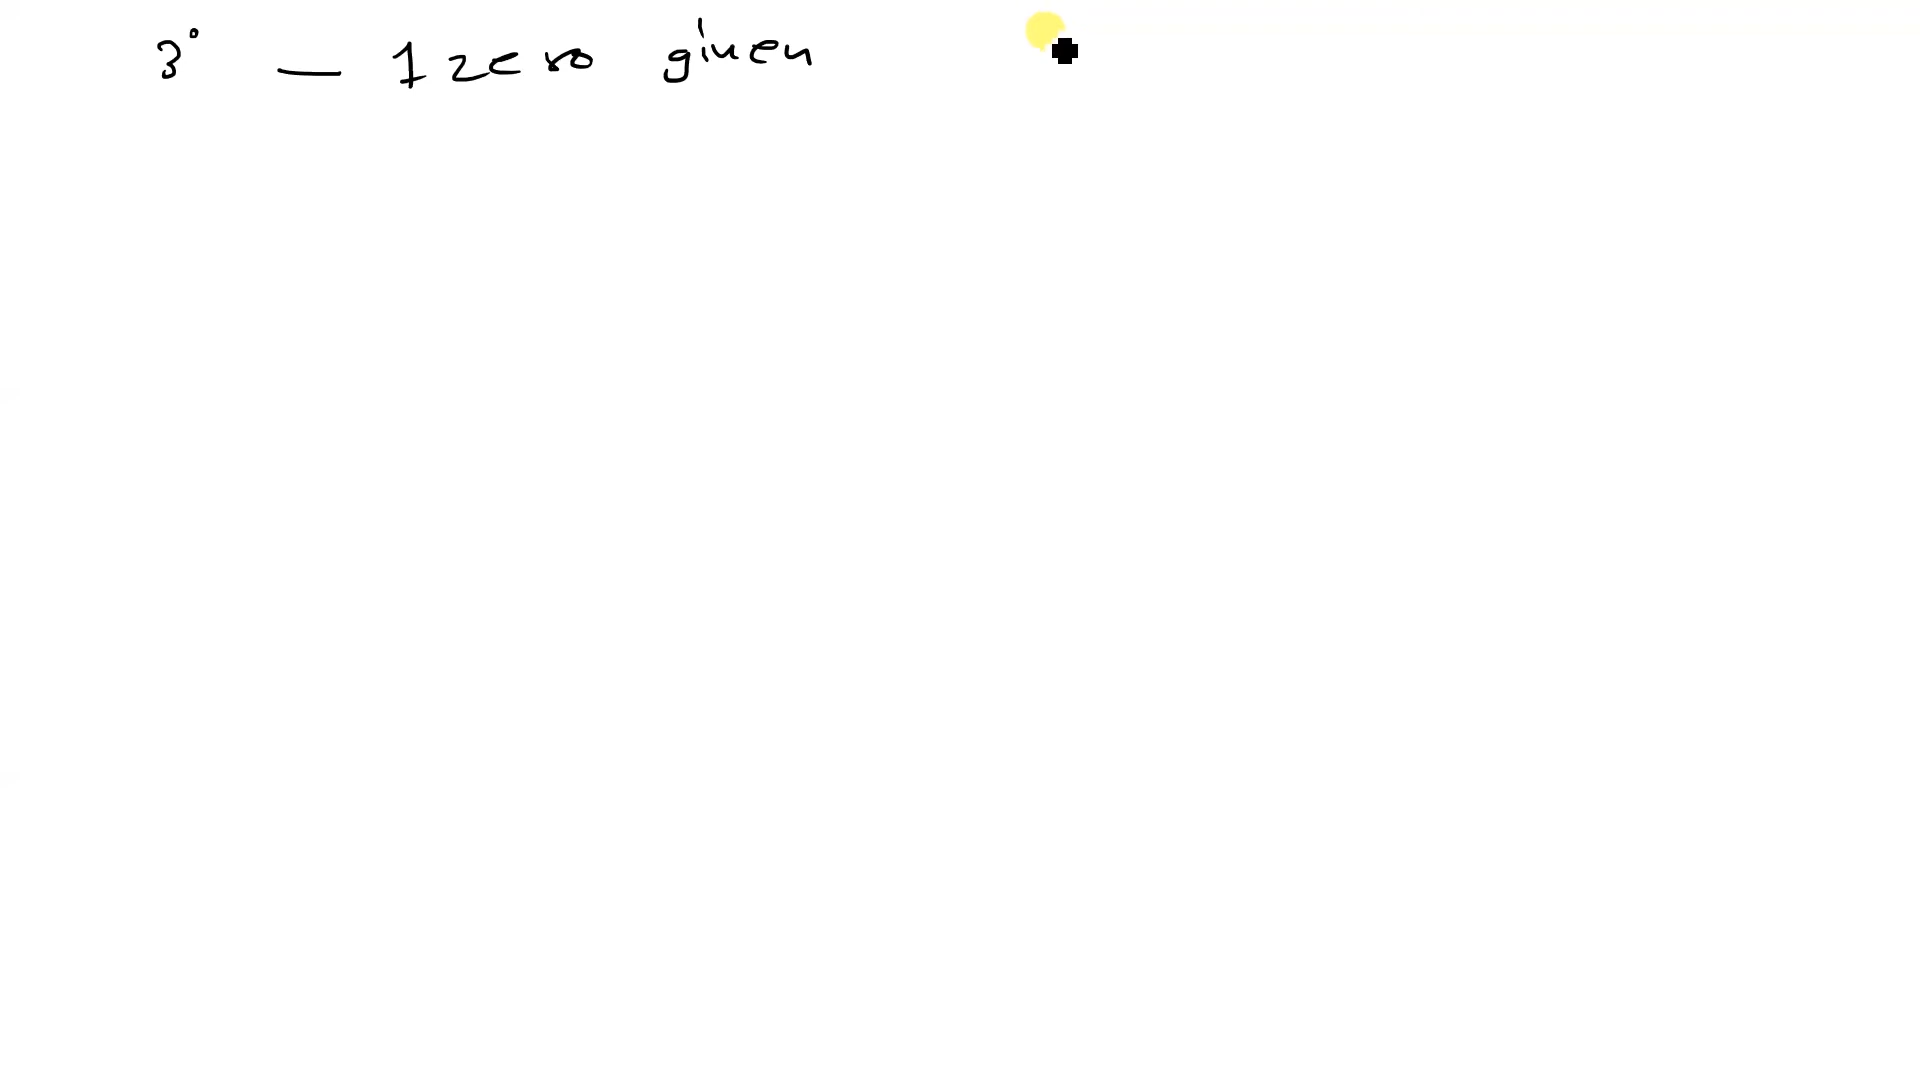 3° — 1 zero given